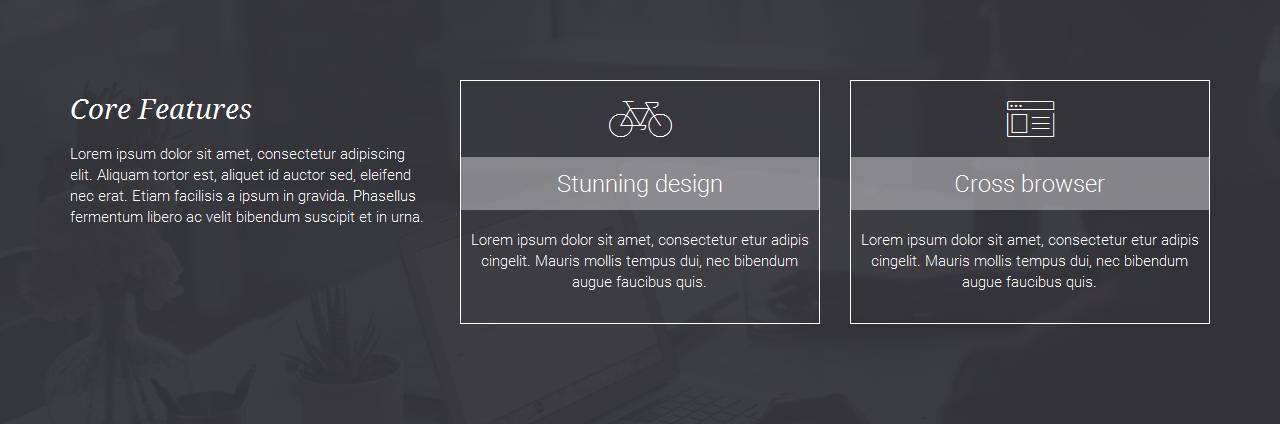 Core Features
Lorem ipsum dolor sit amet, consectetur adipiscing
elit. Aliquam tortor est, aliquet id auctor sed, eleifend
nec erat. Etiam facilisis a ipsum in gravida. Phasellus
fermentum libero ac velit bibendum suscipit et in urna.
Stunning design
Lorem ipsum dolor sit amet, consectetur etur adipis
cingelit. Mauris mollis tempus dui, nec bibendum
augue faucibus quis.
Cross browser
Lorem ipsum dolor sit amet, consectetur etur adipis
cingelit. Mauris mollis tempus dui, nec bibendum
augue faucibus quis.